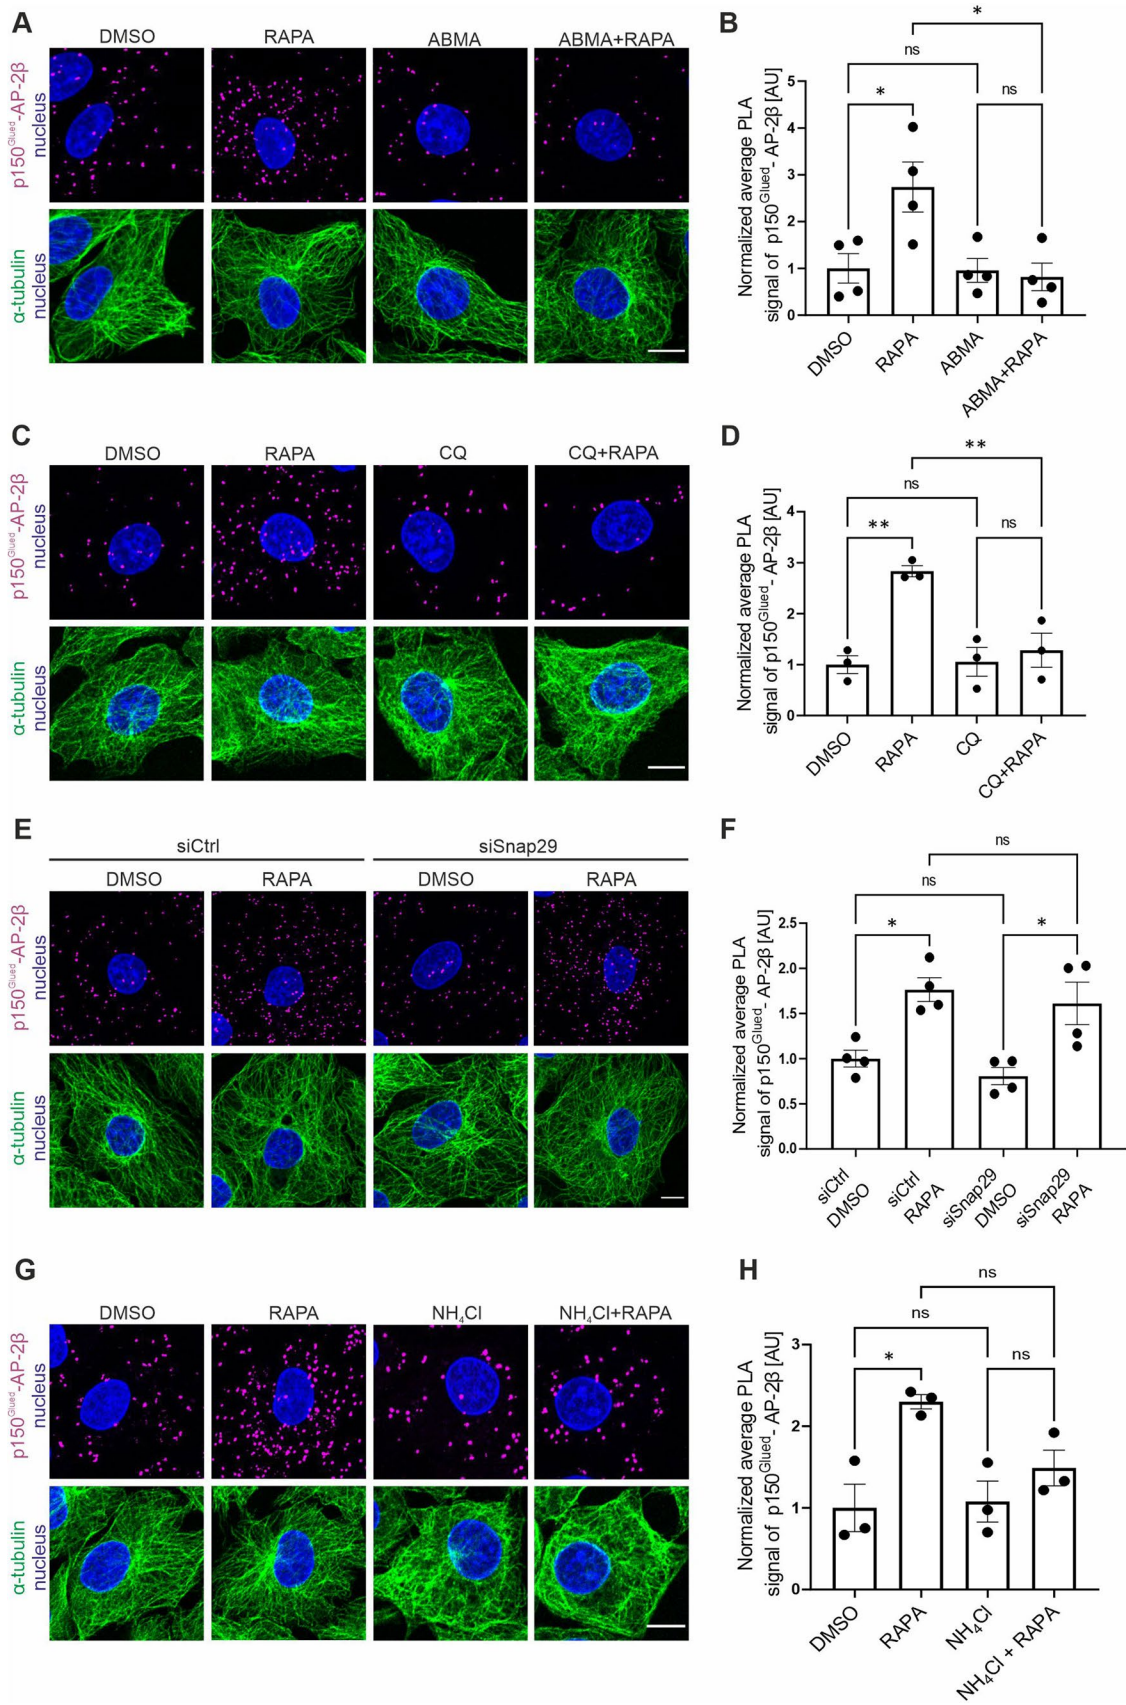 A
DMSO
RAPA
ABMA
ABMA+RAPA
p150Glued-AP-2β
nucleus
α-tubulin
nucleus
B
*
ns
*
ns
Normalized average PLA
signal of p150Glued- AP-2β [AU]
5
4
3
2
1
0
DMSO
RAPA
ABMA
ABMA+RAPA
C
DMSO
RAPA
CQ
CQ+RAPA
p150Glued-AP-2β
nucleus
α-tubulin
nucleus
D
**
ns
**
ns
Normalized average PLA
signal of p150Glued- AP-2β [AU]
4
3
2
1
0
DMSO
RAPA
CQ
CQ+RAPA
E
siCtrl
siSnap29
DMSO
RAPA
DMSO
RAPA
p150Glued-AP-2β
nucleus
α-tubulin
nucleus
F
ns
ns
*
*
Normalized average PLA
signal of p150Glued- AP-2β [AU]
2.5
2.0
1.5
1.0
0.5
0.0
siCtrl
DMSO
siCtrl
RAPA
siSnap29
DMSO
siSnap29
RAPA
G
DMSO
RAPA
NH₄Cl
NH₄Cl+RAPA
p150Glued-AP-2β
nucleus
α-tubulin
nucleus
H
ns
ns
*
ns
Normalized average PLA
signal of p150Glued- AP-2β [AU]
3
2
1
0
DMSO
RAPA
NH₄Cl
NH₄Cl + RAPA